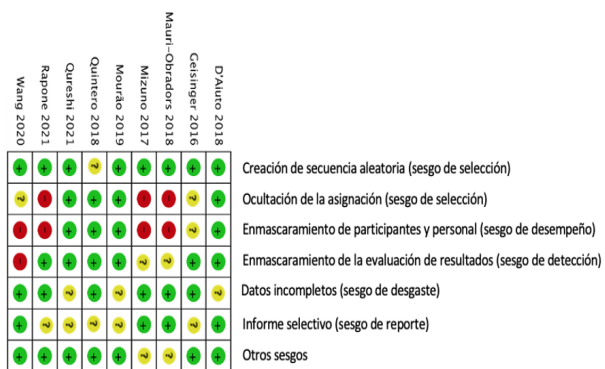 Wang 2020
Rapone 2021
Qureshi 2021
Quintero 2018
Mourão 2019
Mizuno 2017
Mauri-Obradors 2018
Geisinger 2016
D'Aiuto 2018
+ + + ? + + + + + Creación de secuencia aleatoria (sesgo de selección)
? - + + + - - ? + Ocultación de la asignación (sesgo de selección)
- - + + + - - ? + Enmascaramiento de participantes y personal (sesgo de desempeño)
- + + + + ? ? + + Enmascaramiento de la evaluación de resultados (sesgo de detección)
+ + ? + ? + + + ? Datos incompletos (sesgo de desgaste)
+ ? ? ? ? + + ? + Informe selectivo (sesgo de reporte)
+ + + + + ? ? + + Otros sesgos